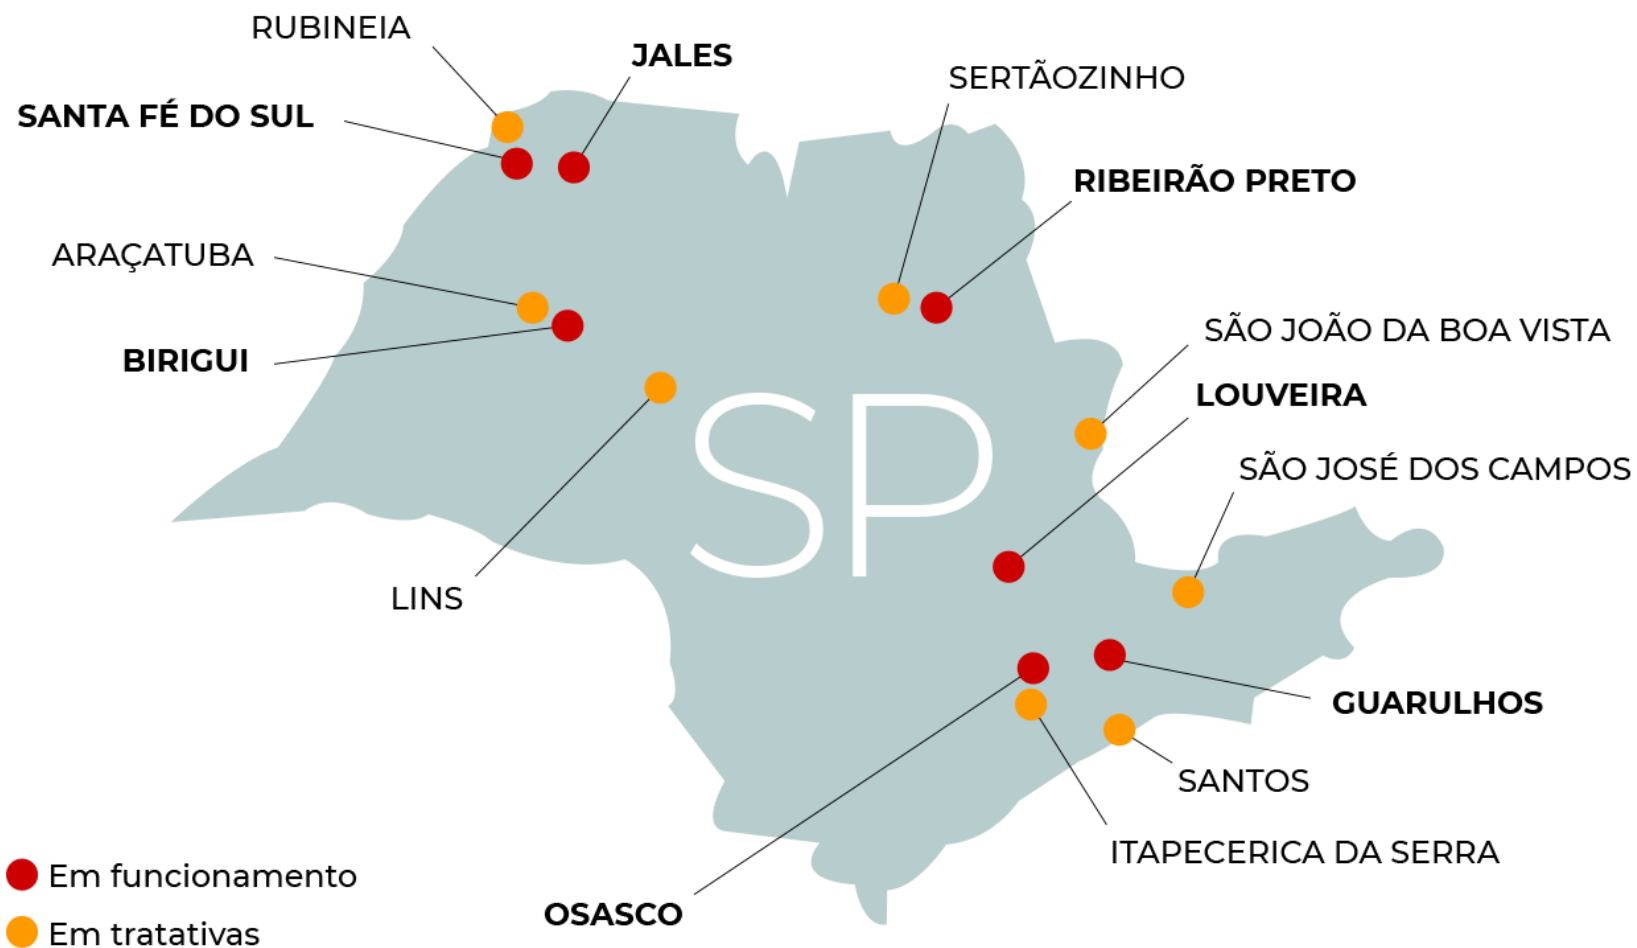 RUBINEIA
JALES
SERTÃOZINHO
SANTA FÉ DO SUL
RIBEIRÃO PRETO
ARAÇATUBA
SÃO JOÃO DA BOA VISTA
BIRIGUI
LOUVEIRA
SÃO JOSÉ DOS CAMPOS
SP
LINS
GUARULHOS
SANTOS
ITAPECERICA DA SERRA
OSASCO
Em funcionamento
Em tratativas